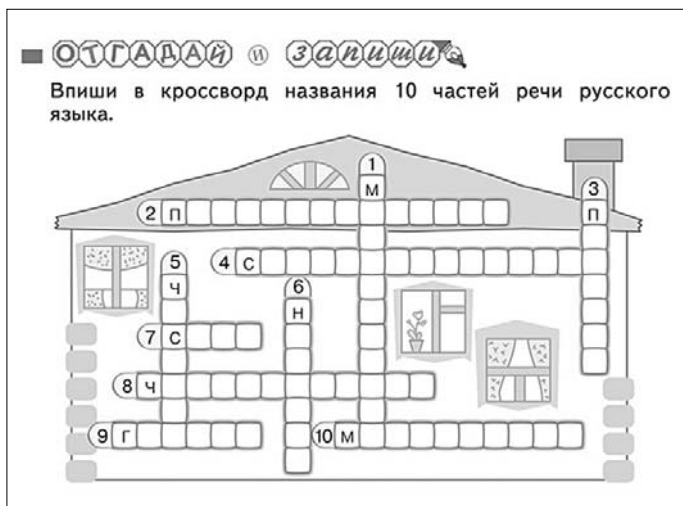 ОТГАДАЙ и запиши
Впиши в кроссворд названия 10 частей речи русского
языка.
1
М
3
2 П
П
5
4 С
Ч
6
Н
7 С
8 Ч
9 Г
10 М